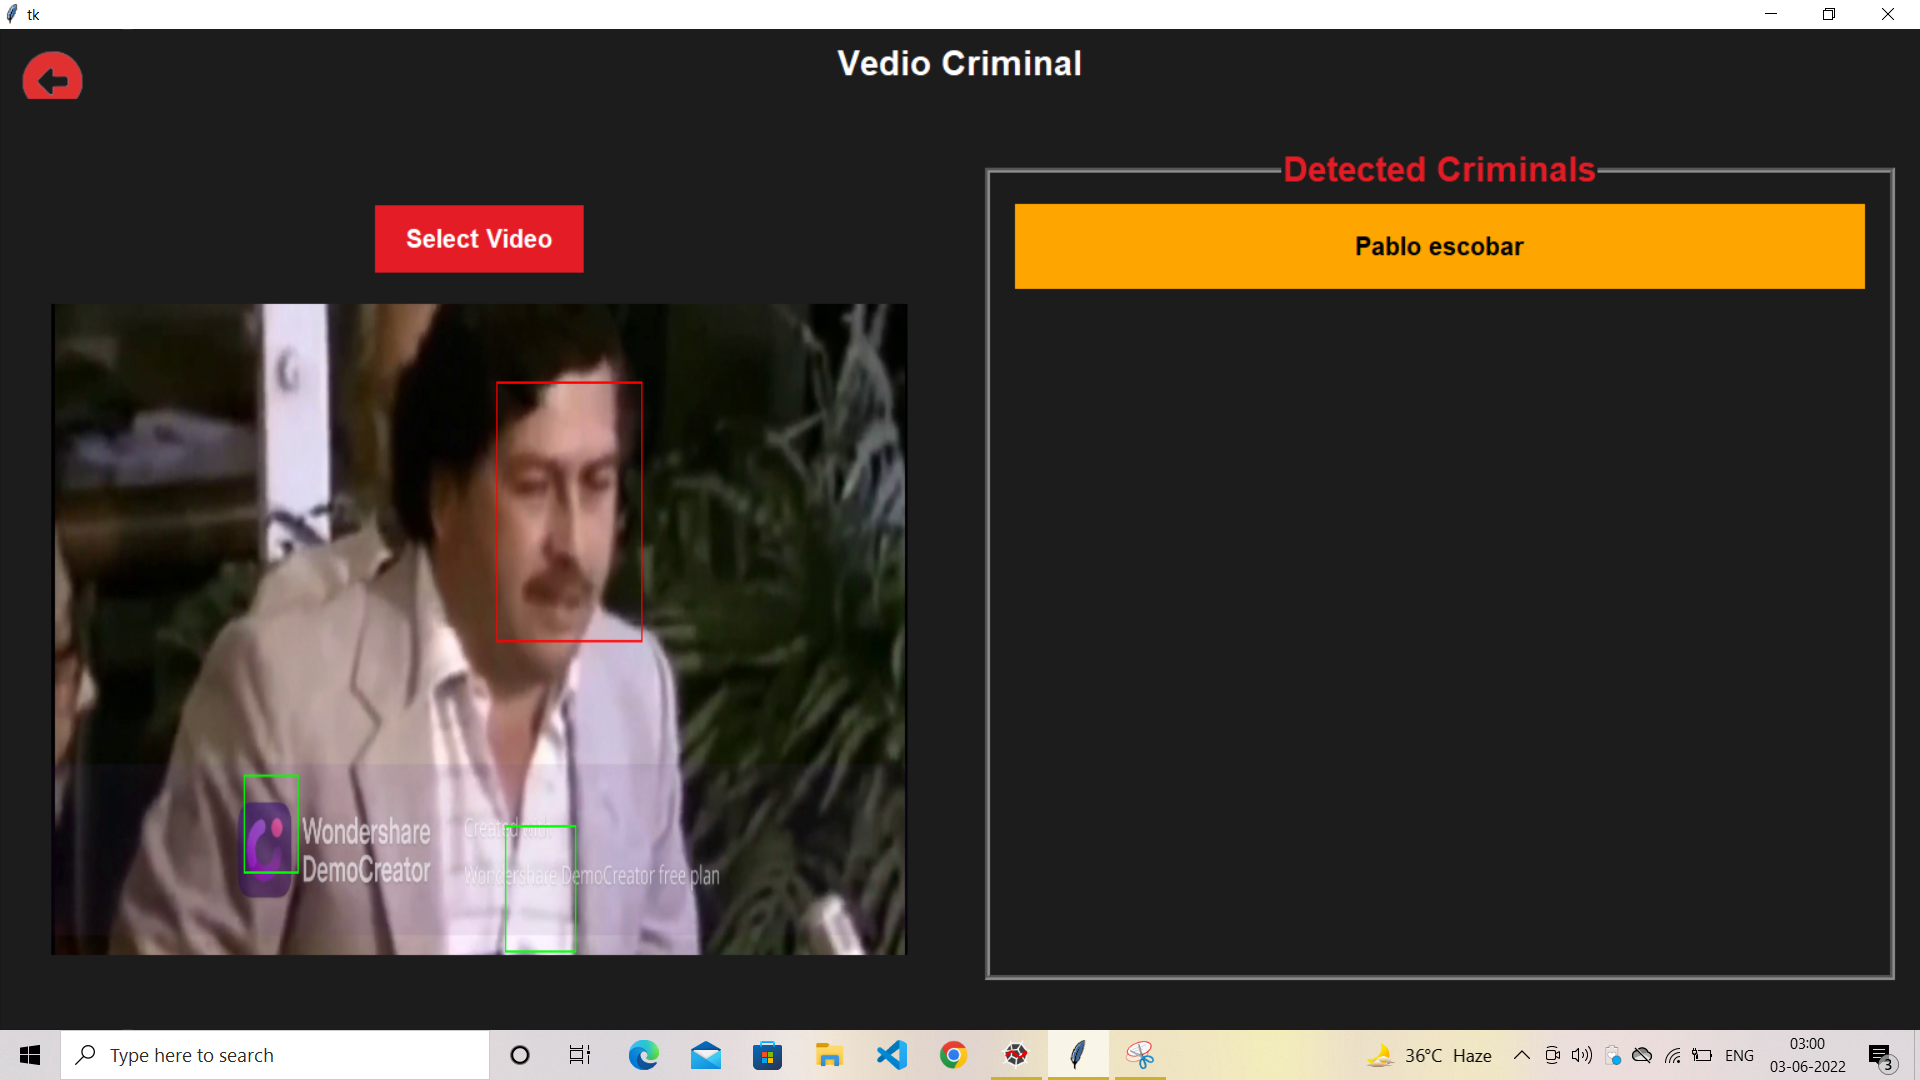 tk
Vedio Criminal
Select Video
Detected Criminals
Pablo escobar
Wondershare
DemoCreator
Created with
Wondershare DemoCreator free plan
Type here to search
36°C Haze
ENG
03:00
03-06-2022
3